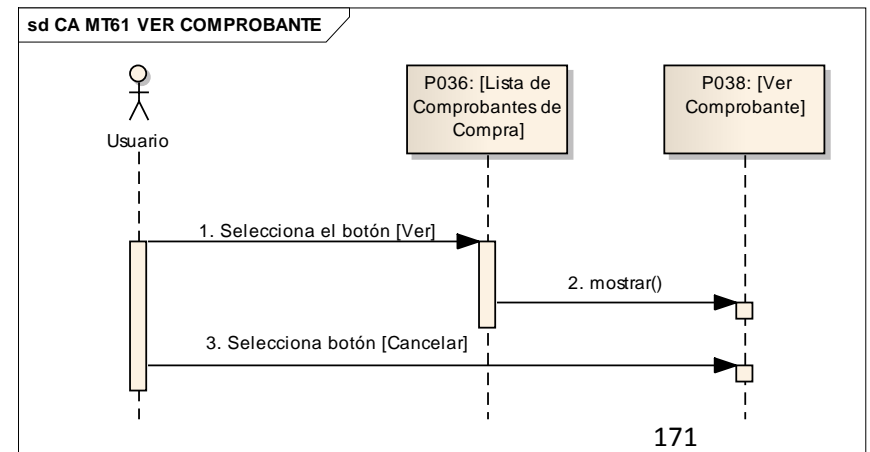 sd CA MT61 VER COMPROBANTE
P036: [Lista de
Comprobantes de
Compra]
P038: [Ver
Comprobante]
Usuario
1. Selecciona el botón [Ver]
2. mostrar()
3. Selecciona botón [Cancelar]
171